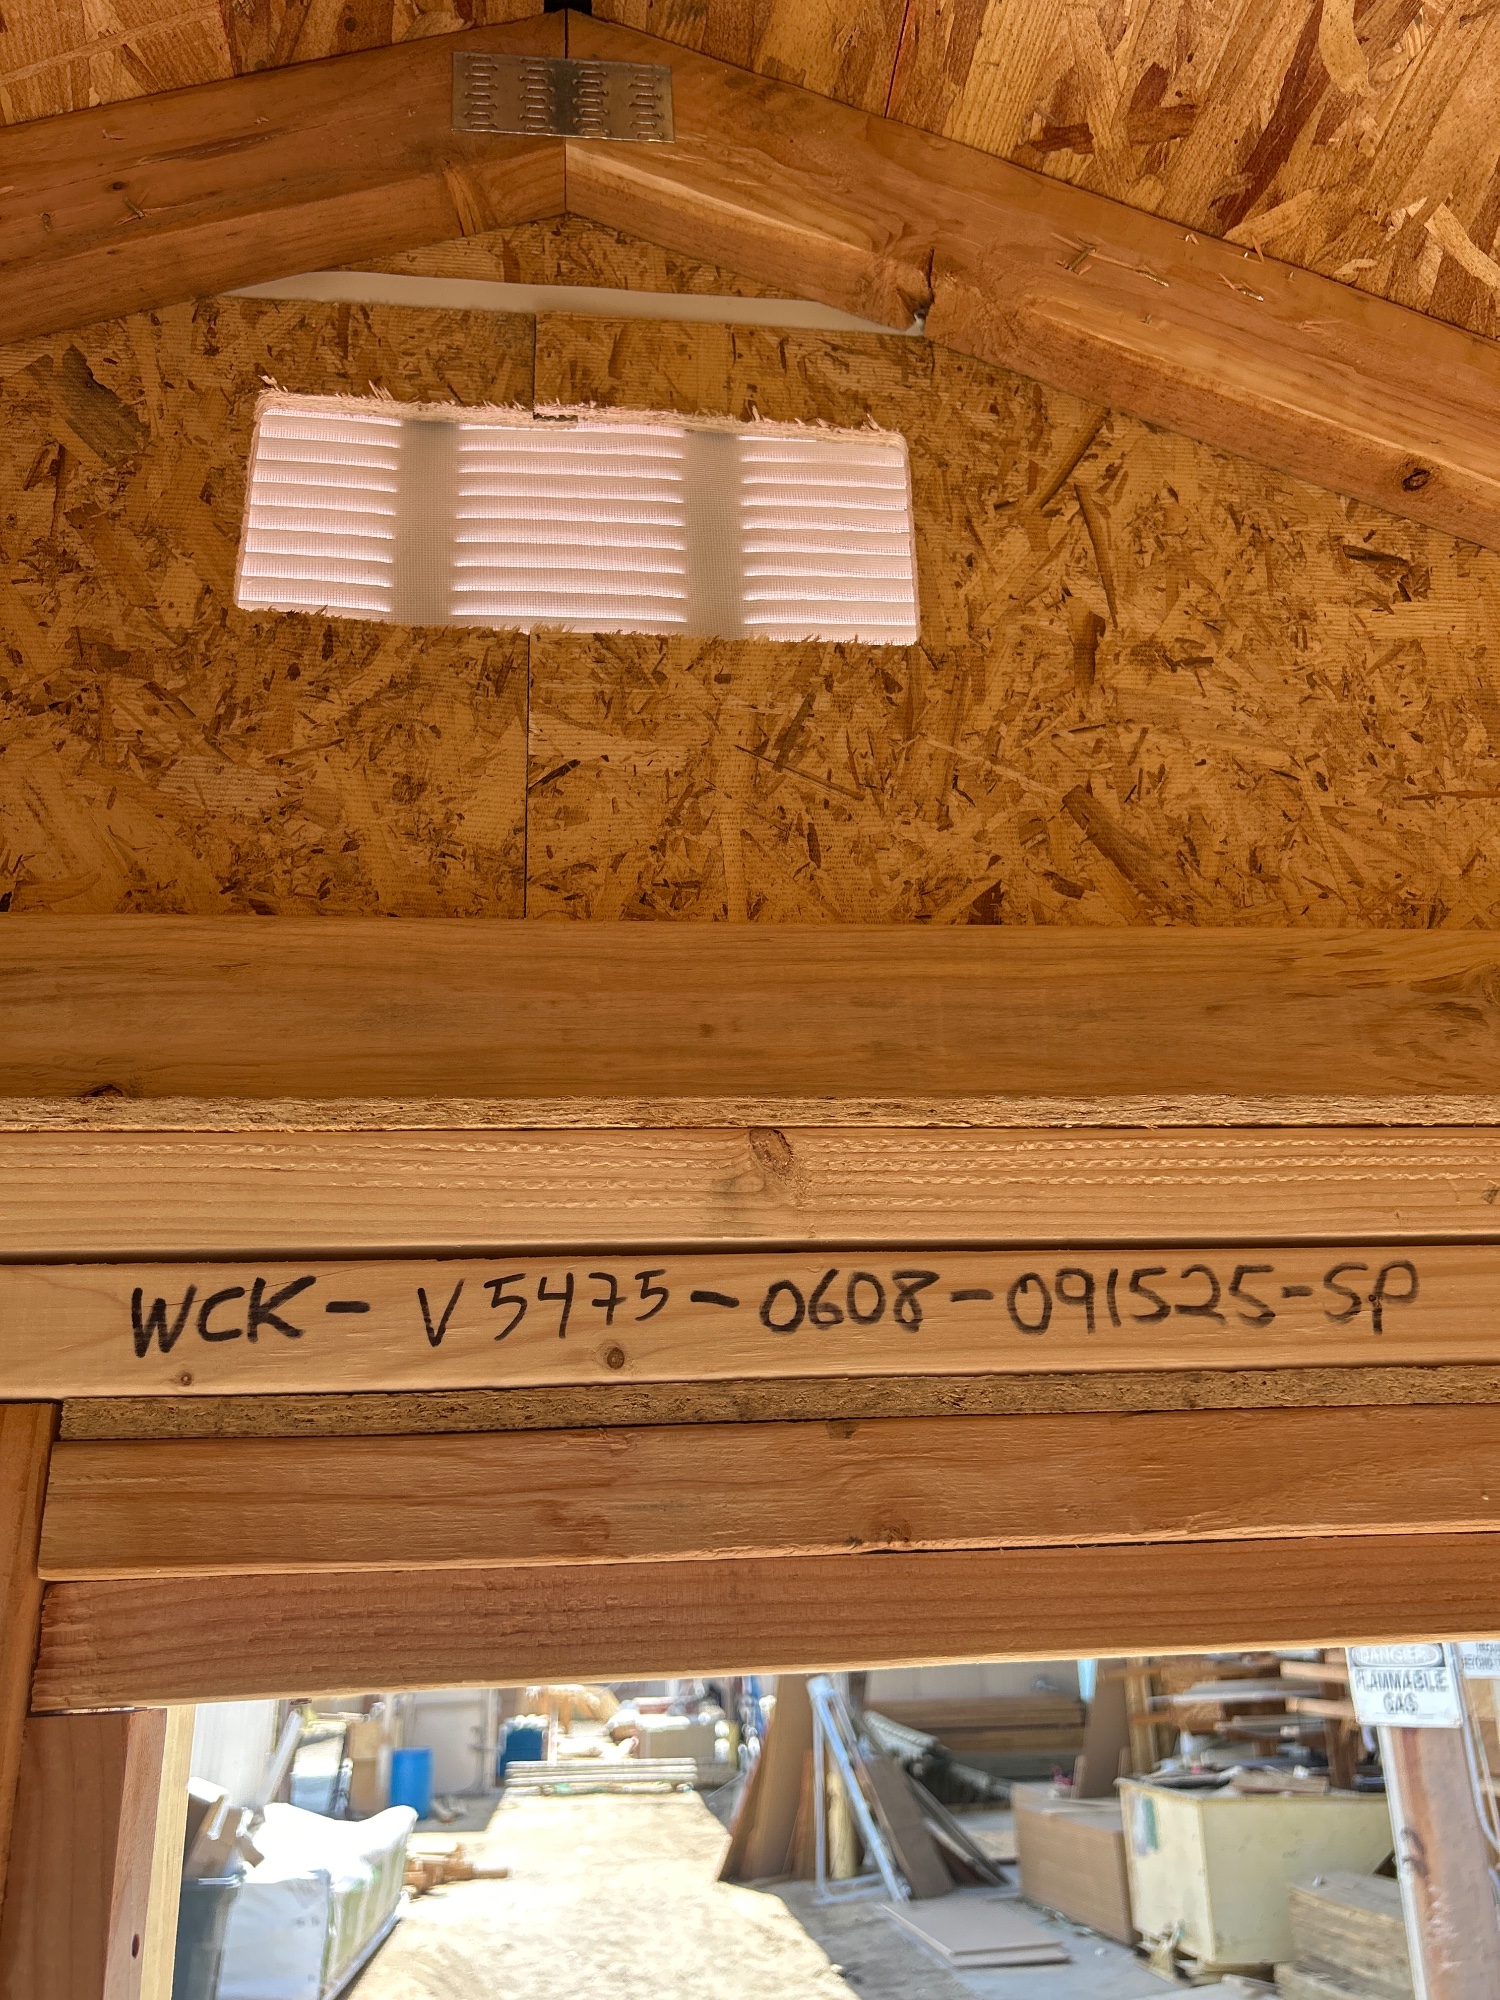 WCK-V5475-0608-091525-SP
DANGER
FLAMMABLE
GAS